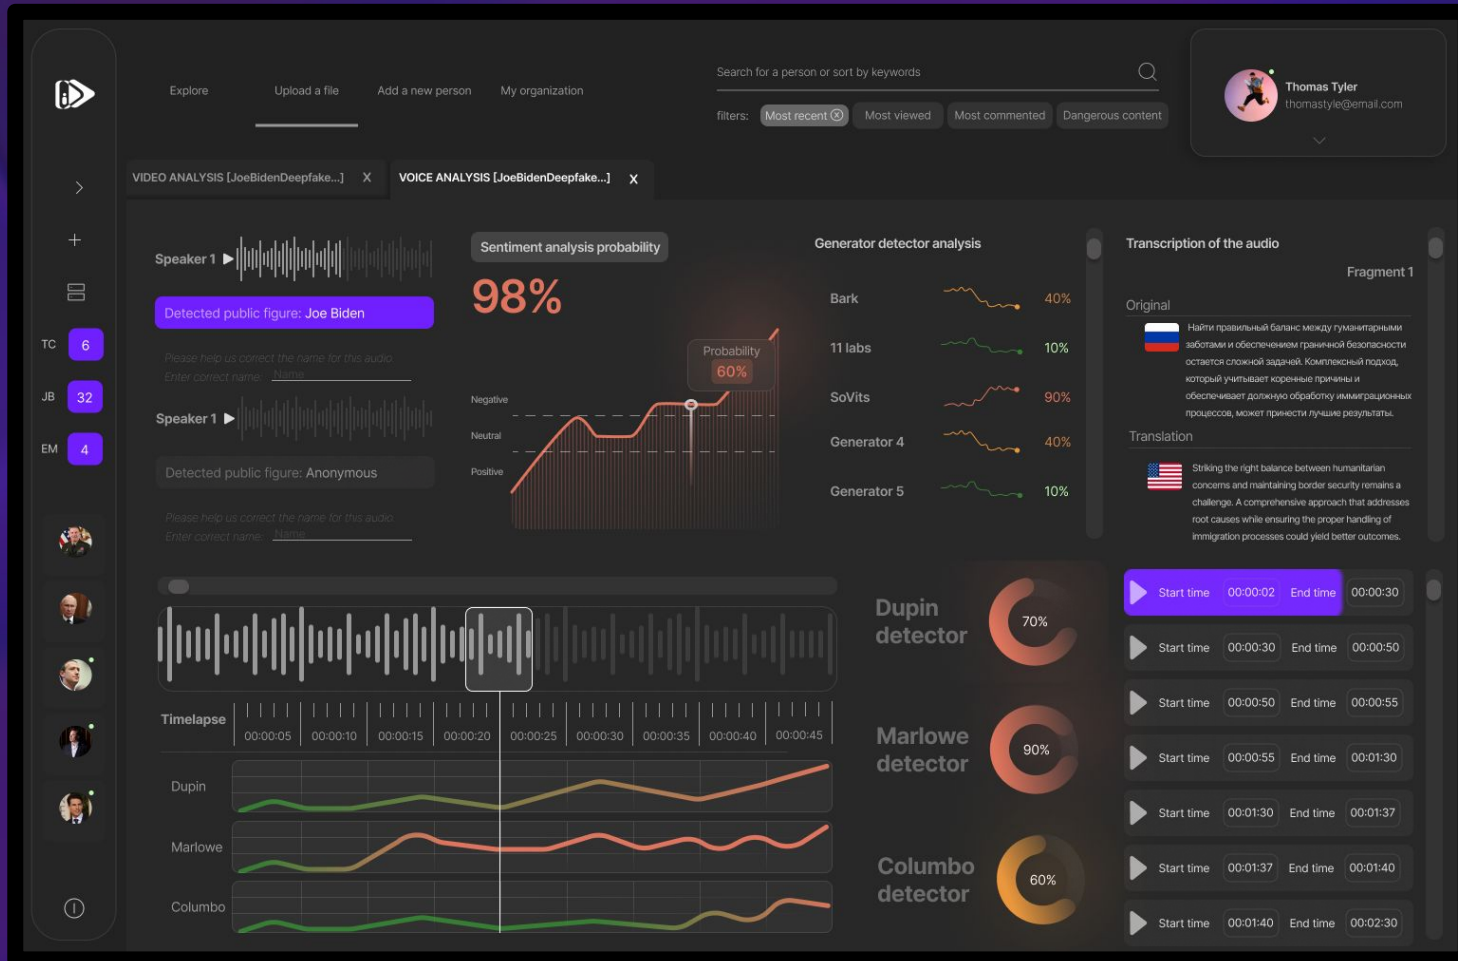 Explore
Upload a file
Add a new person
My organization
Search for a person or sort by keywords
filters:
Most recent
Most viewed
Most commented
Dangerous content
Thomas Tyler
thomastyle@email.com
VIDEO ANALYSIS [JoeBidenDeepfake...] X
VOICE ANALYSIS [JoeBidenDeepfake...] X
TC 6
JB 32
EM 4
Speaker 1
Detected public figure: Joe Biden
Please help us correct the name for this audio
Enter correct name: Name
Speaker 1
Detected public figure: Anonymous
Please help us correct the name for this audio
Enter correct name: Name
Sentiment analysis probability
98%
Probability
60%
Negative
Neutral
Positive
Generator detector analysis
Bark 40%
11 labs 10%
SoVits 90%
Generator 4 40%
Generator 5 10%
Transcription of the audio
Fragment 1
Original
Найти правильный баланс между гуманитарными
заботами и обеспечением граничной безопасности
остается сложной задачей. Комплексный подход,
который учитывает коренные причины и
обеспечивает должную обработку иммиграционных
процессов, может принести лучшие результаты.
Translation
Striking the right balance between humanitarian
concerns and maintaining border security remains a
challenge. A comprehensive approach that addresses
root causes while ensuring the proper handling of
immigration processes could yield better outcomes.
Timelapse
00:00:05 00:00:10 00:00:15 00:00:20 00:00:25 00:00:30 00:00:35 00:00:40 00:00:45
Dupin
Marlowe
Columbo
Dupin
detector
70%
Marlowe
detector
90%
Columbo
detector
60%
Start time 00:00:02 End time 00:00:30
Start time 00:00:30 End time 00:00:50
Start time 00:00:50 End time 00:00:55
Start time 00:00:55 End time 00:01:30
Start time 00:01:30 End time 00:01:37
Start time 00:01:37 End time 00:01:40
Start time 00:01:40 End time 00:02:30